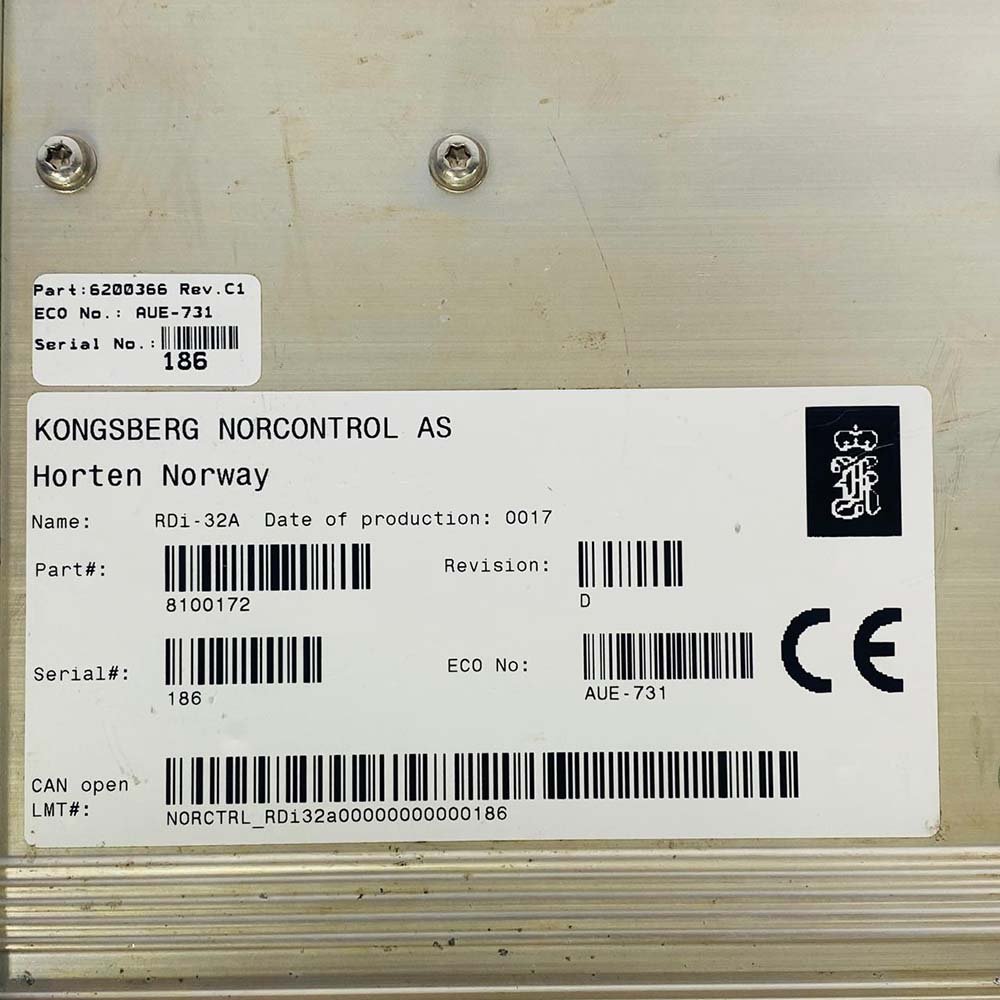 Part:6200366 Rev.C1
ECO No.: AUE-731
Serial No.:
186
KONGSBERG NORCONTROL AS
Horten Norway
Name: RDi-32A Date of production: 0017
Part#: Revision:
8100172 D
Serial#: ECO No:
186 AUE-731
CE
CAN open
LMT#:
NORCTRL_RDi32a00000000000186